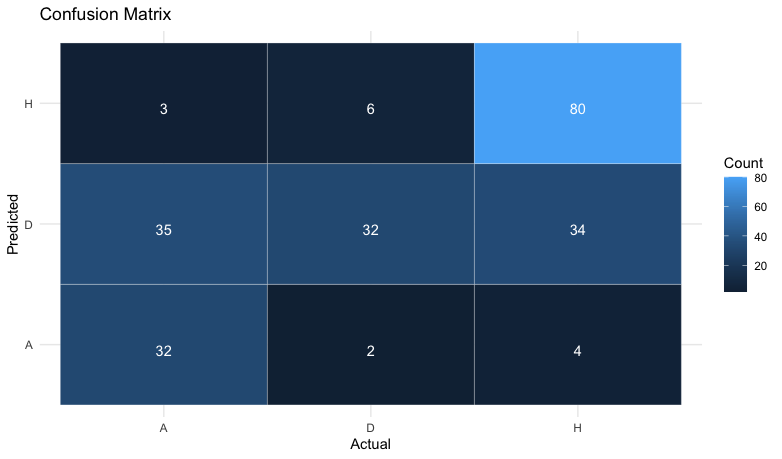 Confusion Matrix
Predicted
H
3
6
80
D
35
32
34
A
32
2
4
A
D
H
Actual
Count
80
60
40
20